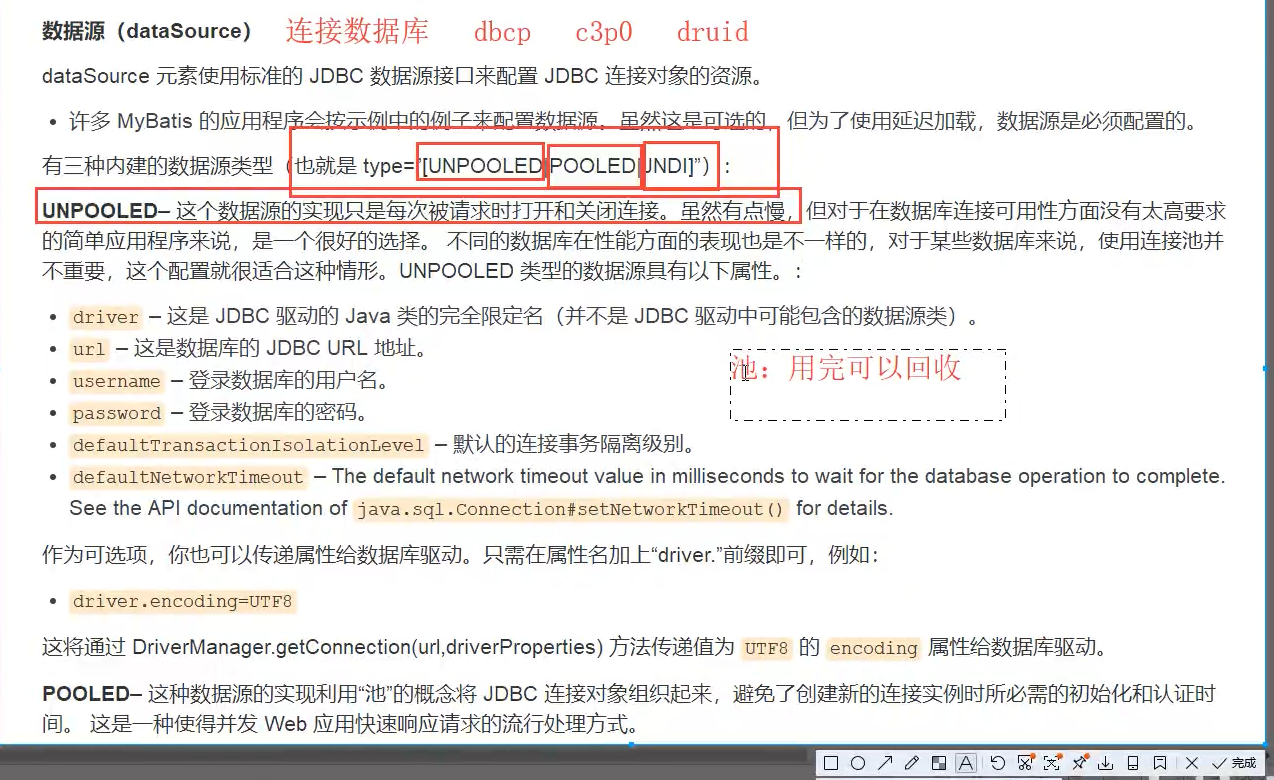 数据源（dataSource） 连接数据库 dbcp c3p0 druid
dataSource 元素使用标准的 JDBC 数据源接口来配置 JDBC 连接对象的资源。
• 许多 MyBatis 的应用程序会按示例中的例子来配置数据源。虽然这是可选的，但为了使用延迟加载，数据源是必须配置的。
有三种内建的数据源类型（也就是 type=”[UNPOOLED|POOLED|JNDI]”）：
UNPOOLED– 这个数据源的实现只是每次被请求时打开和关闭连接。虽然有点慢，但对于在数据库连接可用性方面没有太高要求
的简单应用程序来说，是一个很好的选择。 不同的数据库在性能方面的表现也是不一样的，对于某些数据库来说，使用连接池并
不重要，这个配置就很适合这种情形。UNPOOLED 类型的数据源具有以下属性。：
• driver – 这是 JDBC 驱动的 Java 类的完全限定名（并不是 JDBC 驱动中可能包含的数据源类）。
• url – 这是数据库的 JDBC URL 地址。
池：用完可以回收
• username – 登录数据库的用户名。
• password – 登录数据库的密码。
• defaultTransactionIsolationLevel – 默认的连接事务隔离级别。
• defaultNetworkTimeout – The default network timeout value in milliseconds to wait for the database operation to complete.
See the API documentation of java.sql.Connection#setNetworkTimeout() for details.
作为可选项，你也可以传递属性给数据库驱动。只需在属性名加上“driver.”前缀即可，例如：
• driver.encoding=UTF8
这将通过 DriverManager.getConnection(url,driverProperties) 方法传递值为 UTF8 的 encoding 属性给数据库驱动。
POOLED– 这种数据源的实现利用“池”的概念将 JDBC 连接对象组织起来，避免了创建新的连接实例时所必需的初始化和认证时
间。 这是一种使得并发 Web 应用快速响应请求的流行处理方式。
A 完成